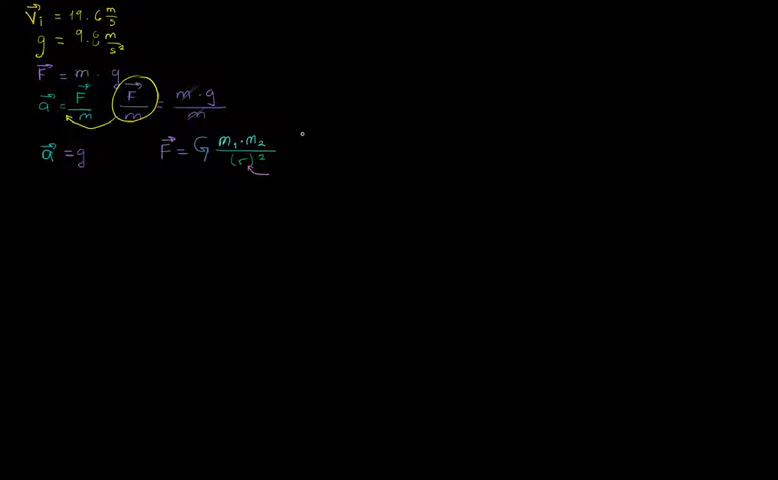 V⃗ᵢ = 19.6 m/s
g = 9.8 m/s²
F⃗ = m · g
a⃗ = F⃗/m F⃗/m = m · g/m
a⃗ = g F⃗ = G m₁ · m₂/(r)²